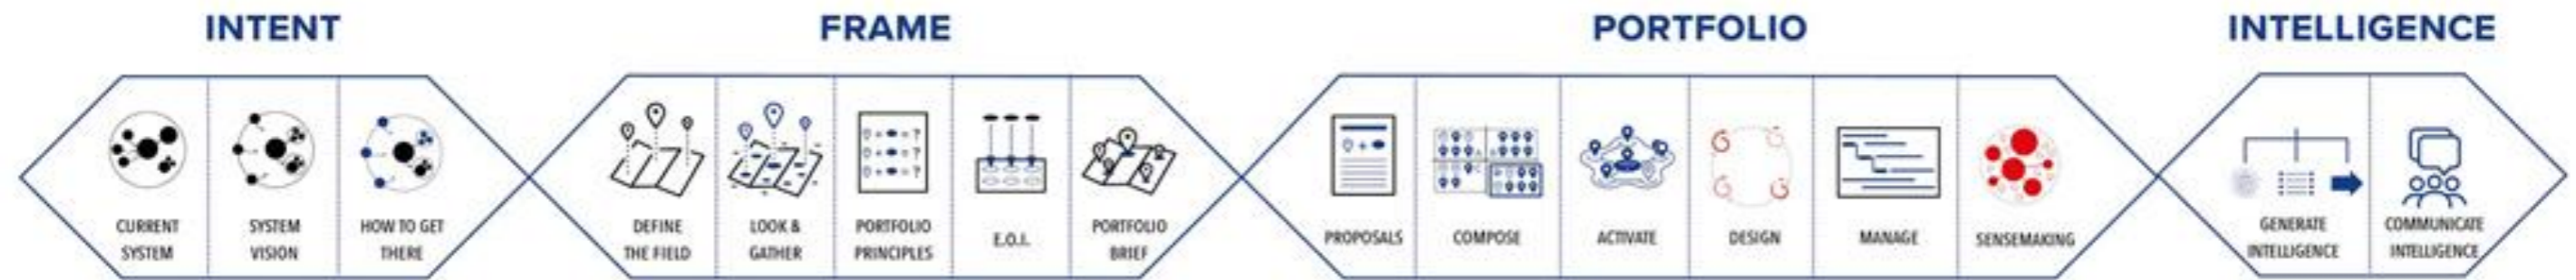 INTENT
FRAME
PORTFOLIO
INTELLIGENCE
CURRENT
SYSTEM
SYSTEM
VISION
HOW TO GET
THERE
DEFINE
THE FIELD
LOOK &
GATHER
PORTFOLIO
PRINCIPLES
E.O.I.
PORTFOLIO
BRIEF
PROPOSALS
COMPOSE
ACTIVATE
DESIGN
MANAGE
SENSEMAKING
GENERATE
INTELLIGENCE
COMMUNICATE
INTELLIGENCE